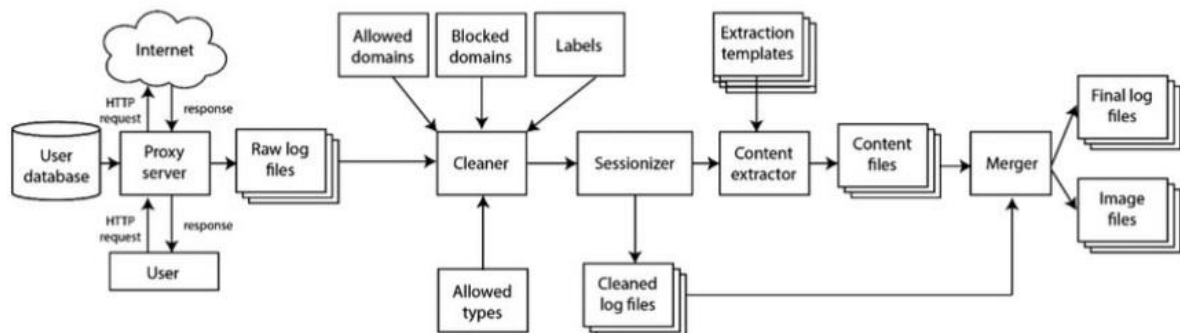 Internet
HTTP
request
response
User
database
Proxy
server
HTTP
request
response
User
Raw log
files
Allowed
domains
Blocked
domains
Labels
Cleaner
Allowed
types
Sessionizer
Cleaned
log files
Extraction
templates
Content
extractor
Content
files
Merger
Final log
files
Image
files